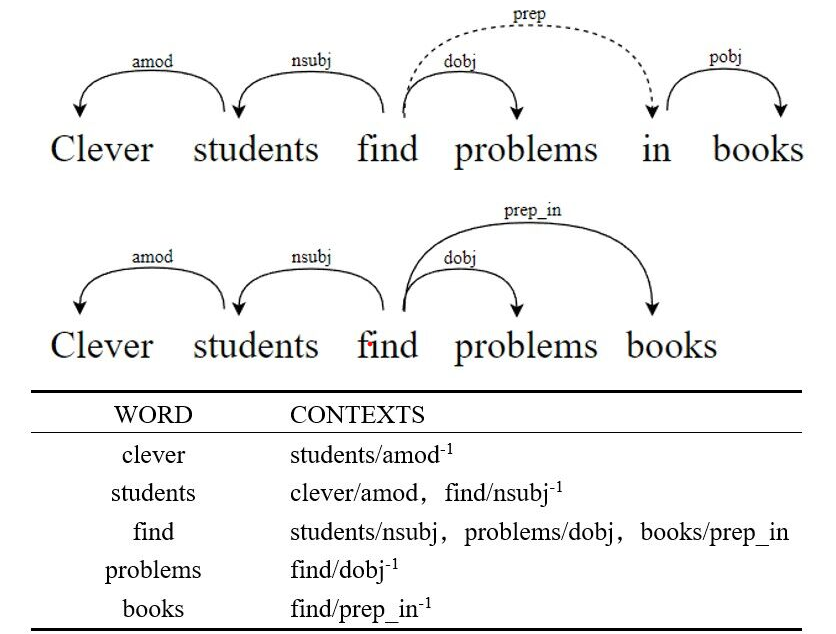 prep
amod nsubj dobj pobj
Clever students find problems in books
prep_in
amod nsubj dobj
Clever students find problems books
WORD CONTEXTS
clever students/amod⁻¹
students clever/amod，find/nsubj⁻¹
find students/nsubj，problems/dobj，books/prep_in
problems find/dobj⁻¹
books find/prep_in⁻¹